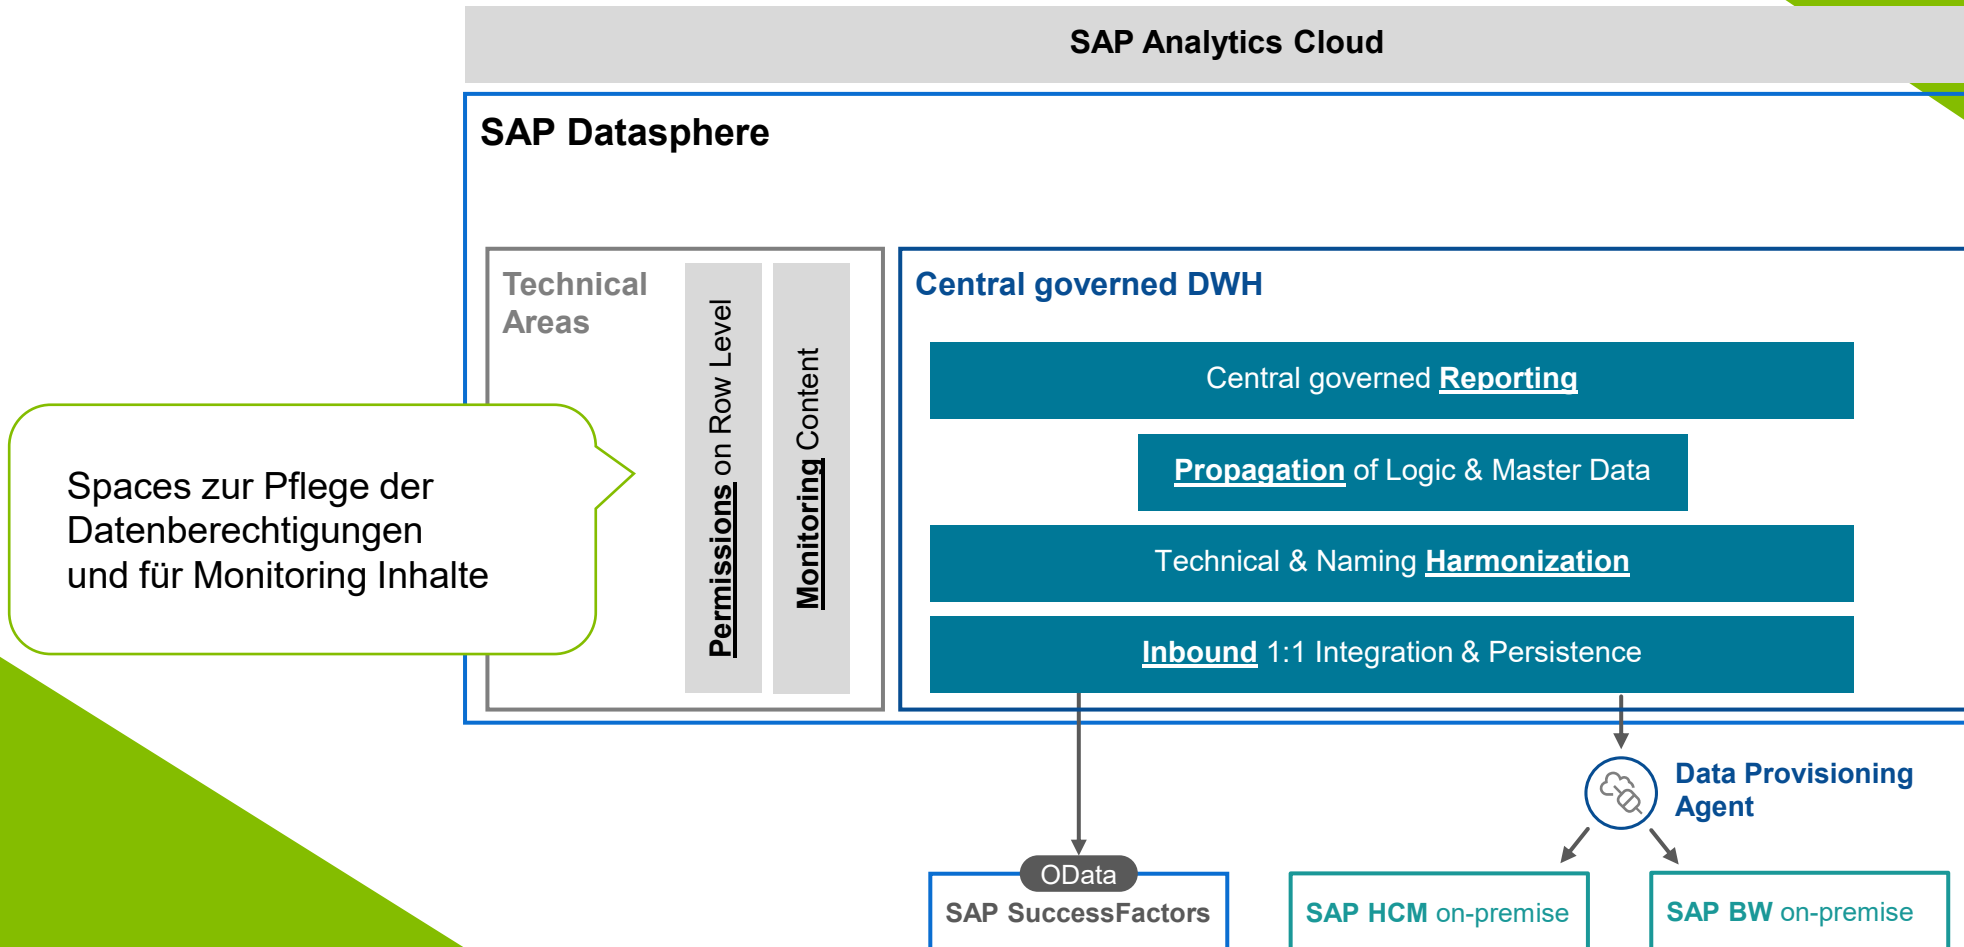 SAP Analytics Cloud
SAP Datasphere
Technical
Areas
Permissions on Row Level
Monitoring Content
Spaces zur Pflege der
Datenberechtigungen
und für Monitoring Inhalte
Central governed DWH
Central governed Reporting
Propagation of Logic & Master Data
Technical & Naming Harmonization
Inbound 1:1 Integration & Persistence
Data Provisioning
Agent
OData
SAP SuccessFactors
SAP HCM on-premise
SAP BW on-premise